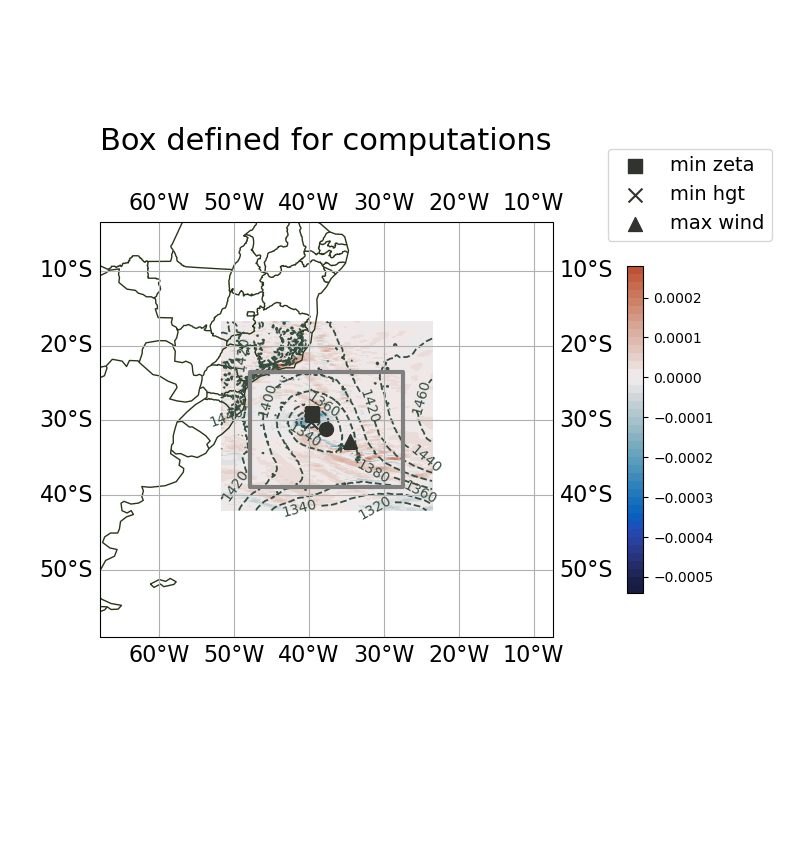 Box defined for computations
min zeta
min hgt
max wind
60°W 50°W 40°W 30°W 20°W 10°W
10°S 10°S
20°S 20°S
30°S 30°S
40°S 40°S
50°S 50°S
60°W 50°W 40°W 30°W 20°W 10°W
0.0002
0.0001
0.0000
−0.0001
−0.0002
−0.0003
−0.0004
−0.0005
1400
1360
1420
1460
1340
1380
1440
1420
1360
1340
1320